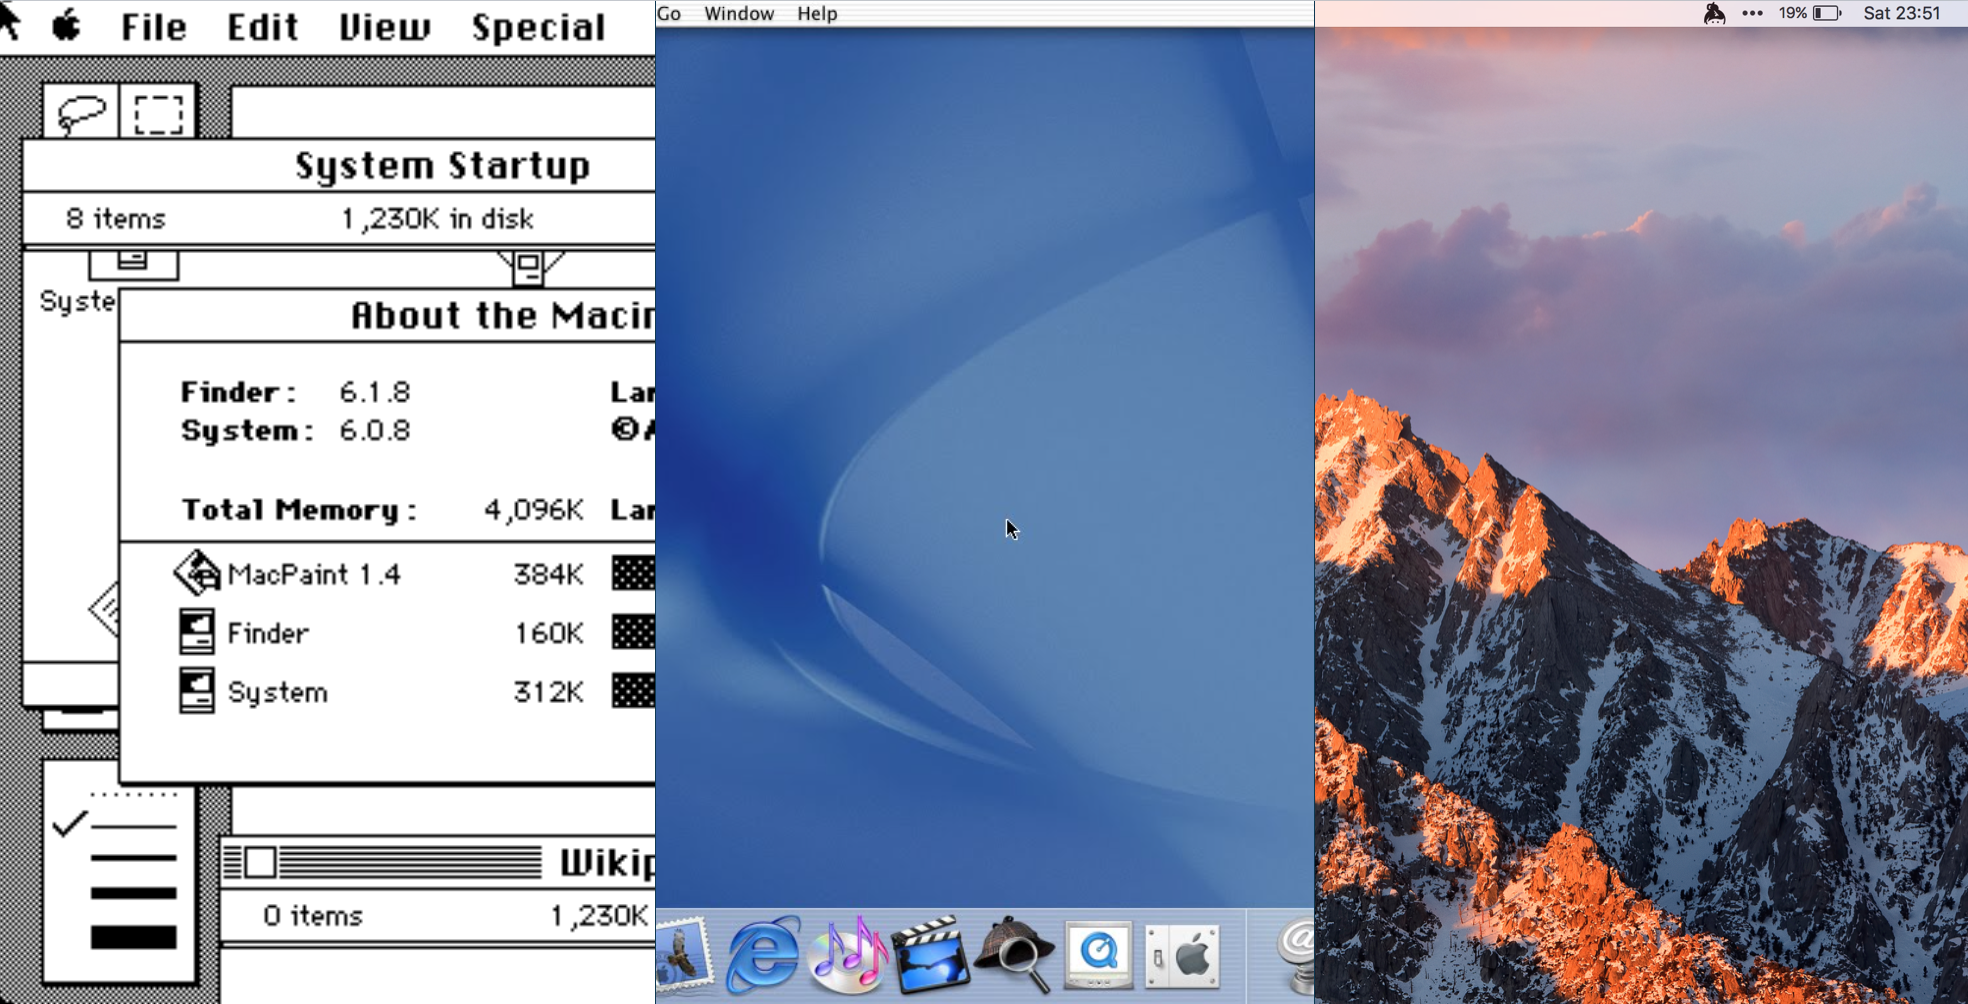 File Edit View Special
System Startup
8 items 1,230K in disk
Syste
About the Macin
Finder: 6.1.8 Lar
System: 6.0.8 ©A
Total Memory: 4,096K Lar
MacPaint 1.4 384K
Finder 160K
System 312K
Wikip
0 items 1,230K
Go Window Help
19% Sat 23:51